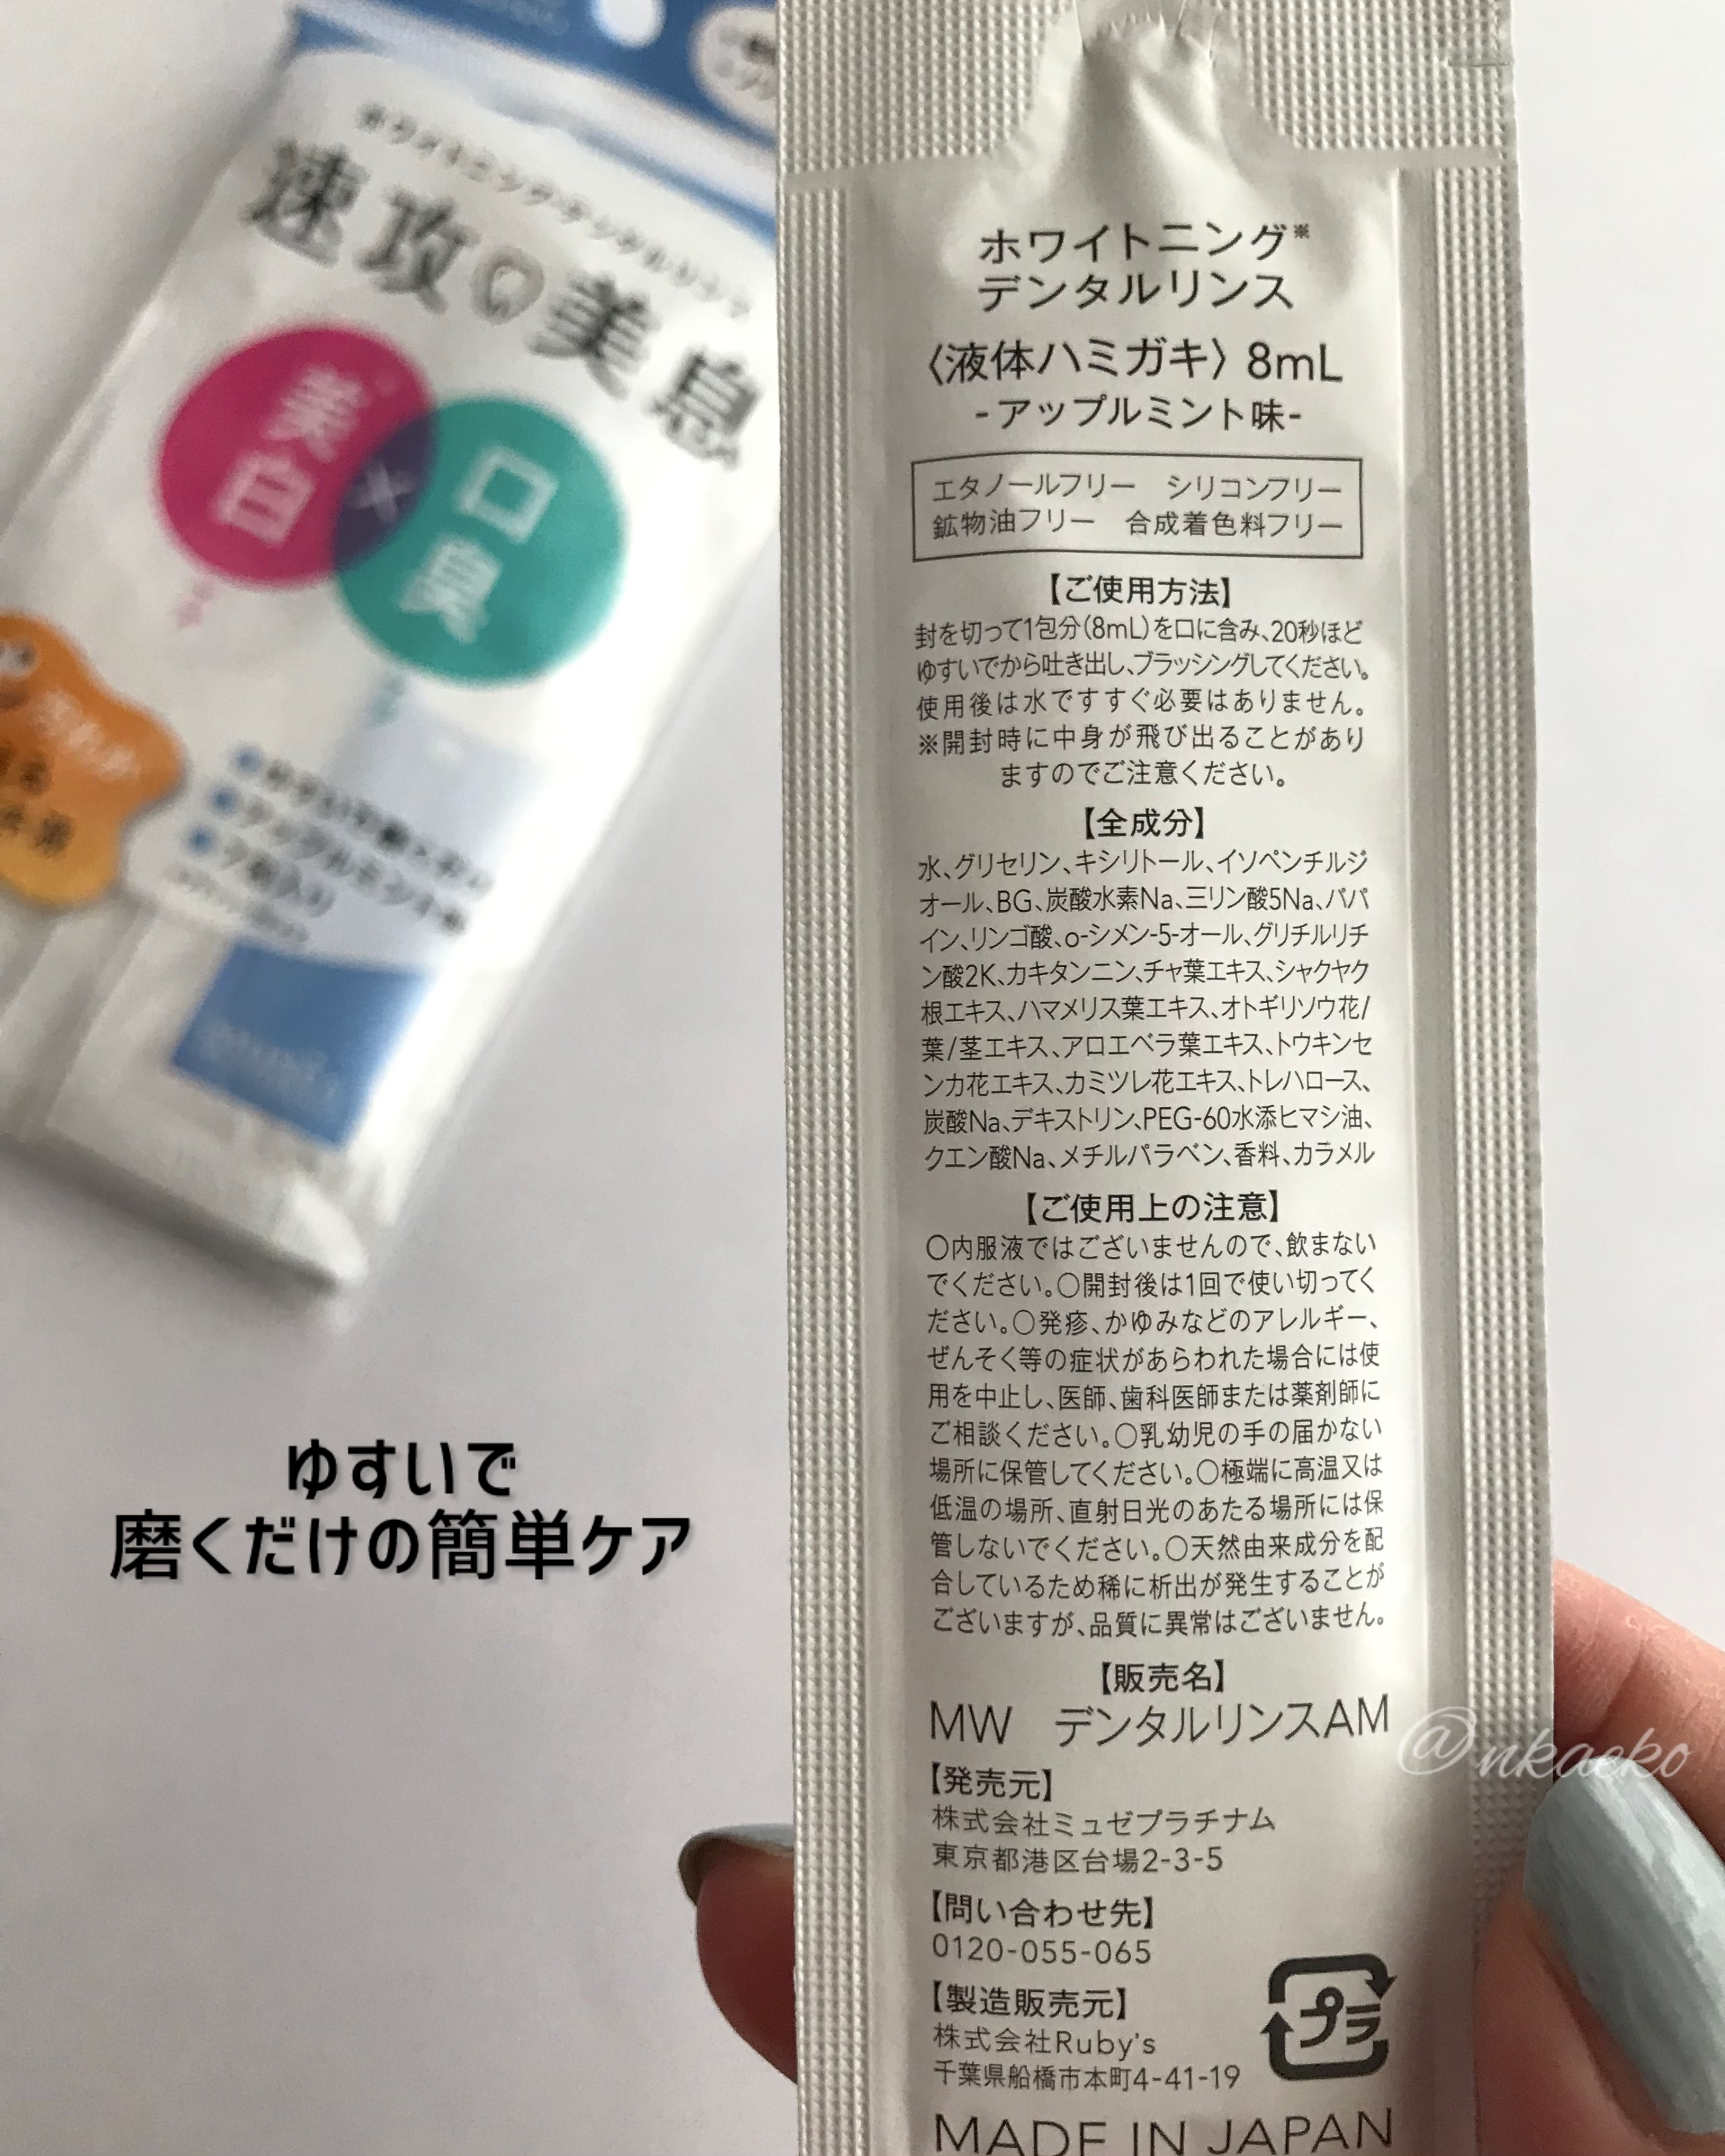 ホワイトニングデンタルリンス
速攻美息
美白
×
口臭
アップルミント味
7包入り
ゆすいで
磨くだけの簡単ケア
ホワイトニング※
デンタルリンス
〈液体ハミガキ〉 8mL
-アップルミント味-
エタノールフリー シリコンフリー
鉱物油フリー 合成着色料フリー
【ご使用方法】
封を切って1包分(8mL)を口に含み、20秒ほど
ゆすいでから吐き出し、ブラッシングしてください。
使用後は水ですすぐ必要はありません。
※開封時に中身が飛び出ることがあり
ますのでご注意ください。
【全成分】
水、グリセリン、キシリトール、イソペンチルジ
オール、BG、炭酸水素Na、三リン酸5Na、パパ
イン、リンゴ酸、o-シメン-5-オール、グリチルリチ
ン酸2K、カキタンニン、チャ葉エキス、シャクヤク
根エキス、ハマメリス葉エキス、オトギリソウ花/
葉/茎エキス、アロエベラ葉エキス、トウキンセ
ンカ花エキス、カミツレ花エキス、トレハロース、
炭酸Na、デキストリン、PEG-60水添ヒマシ油、
クエン酸Na、メチルパラベン、香料、カラメル
【ご使用上の注意】
〇内服液ではございませんので、飲まない
でください。〇開封後は1回で使い切ってく
ださい。〇発疹、かゆみなどのアレルギー、
ぜんそく等の症状があらわれた場合には使
用を中止し、医師、歯科医師または薬剤師に
ご相談ください。〇乳幼児の手の届かない
場所に保管してください。〇極端に高温又は
低温の場所、直射日光のあたる場所には保
管しないでください。〇天然由来成分を配
合しているため稀に析出が発生することが
ございますが、品質に異常はございません。
【販売名】
MW デンタルリンスAM
【発売元】
株式会社ミュゼプラチナム
東京都港区台場2-3-5
【問い合わせ先】
0120-055-065
【製造販売元】
株式会社Ruby's
千葉県船橋市本町4-41-19
プラ
MADE IN JAPAN
@nkaeko